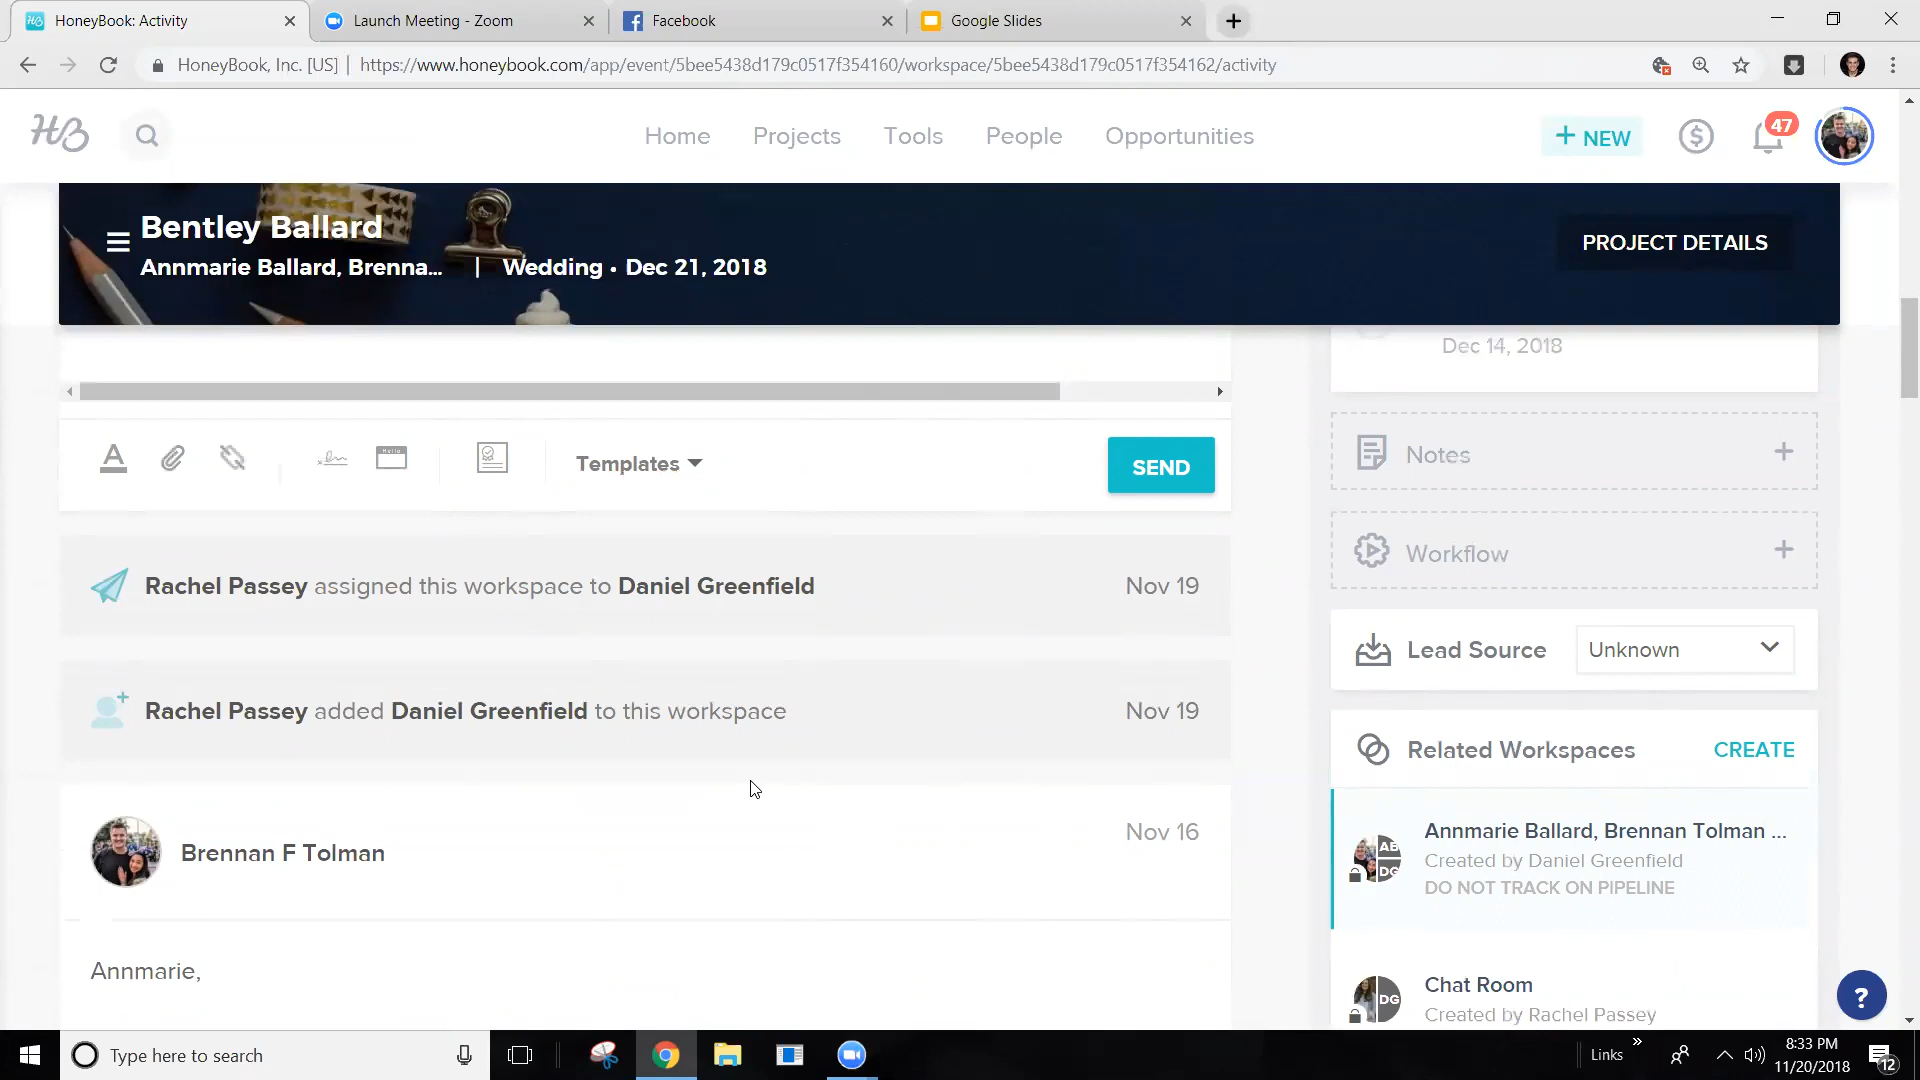 HoneyBook: Activity
Launch Meeting - Zoom
Facebook
Google Slides
HoneyBook, Inc. [US] | https://www.honeybook.com/app/event/5bee5438d179c0517f354160/workspace/5bee5438d179c0517f354162/activity
HB
Home
Projects
Tools
People
Opportunities
+ NEW
47
Bentley Ballard
PROJECT DETAILS
Annmarie Ballard, Brenna... | Wedding • Dec 21, 2018
Dec 14, 2018
Notes
Templates
SEND
Workflow
Rachel Passey assigned this workspace to Daniel Greenfield
Nov 19
Lead Source
Unknown
Rachel Passey added Daniel Greenfield to this workspace
Nov 19
Related Workspaces
CREATE
Brennan F Tolman
Nov 16
AB
DG
Annmarie Ballard, Brennan Tolman ...
Created by Daniel Greenfield
DO NOT TRACK ON PIPELINE
Annmarie,
DG
Chat Room
Created by Rachel Passey
?
Type here to search
Links
8:33 PM
11/20/2018
12